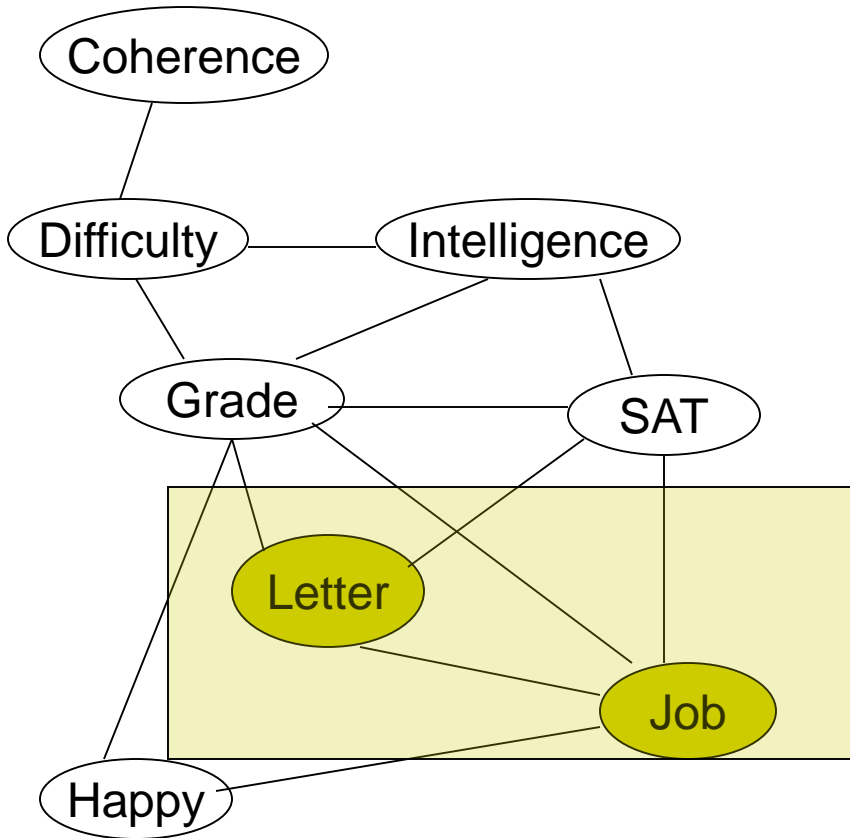 Coherence
Difficulty
Intelligence
Grade
SAT
Letter
Job
Happy